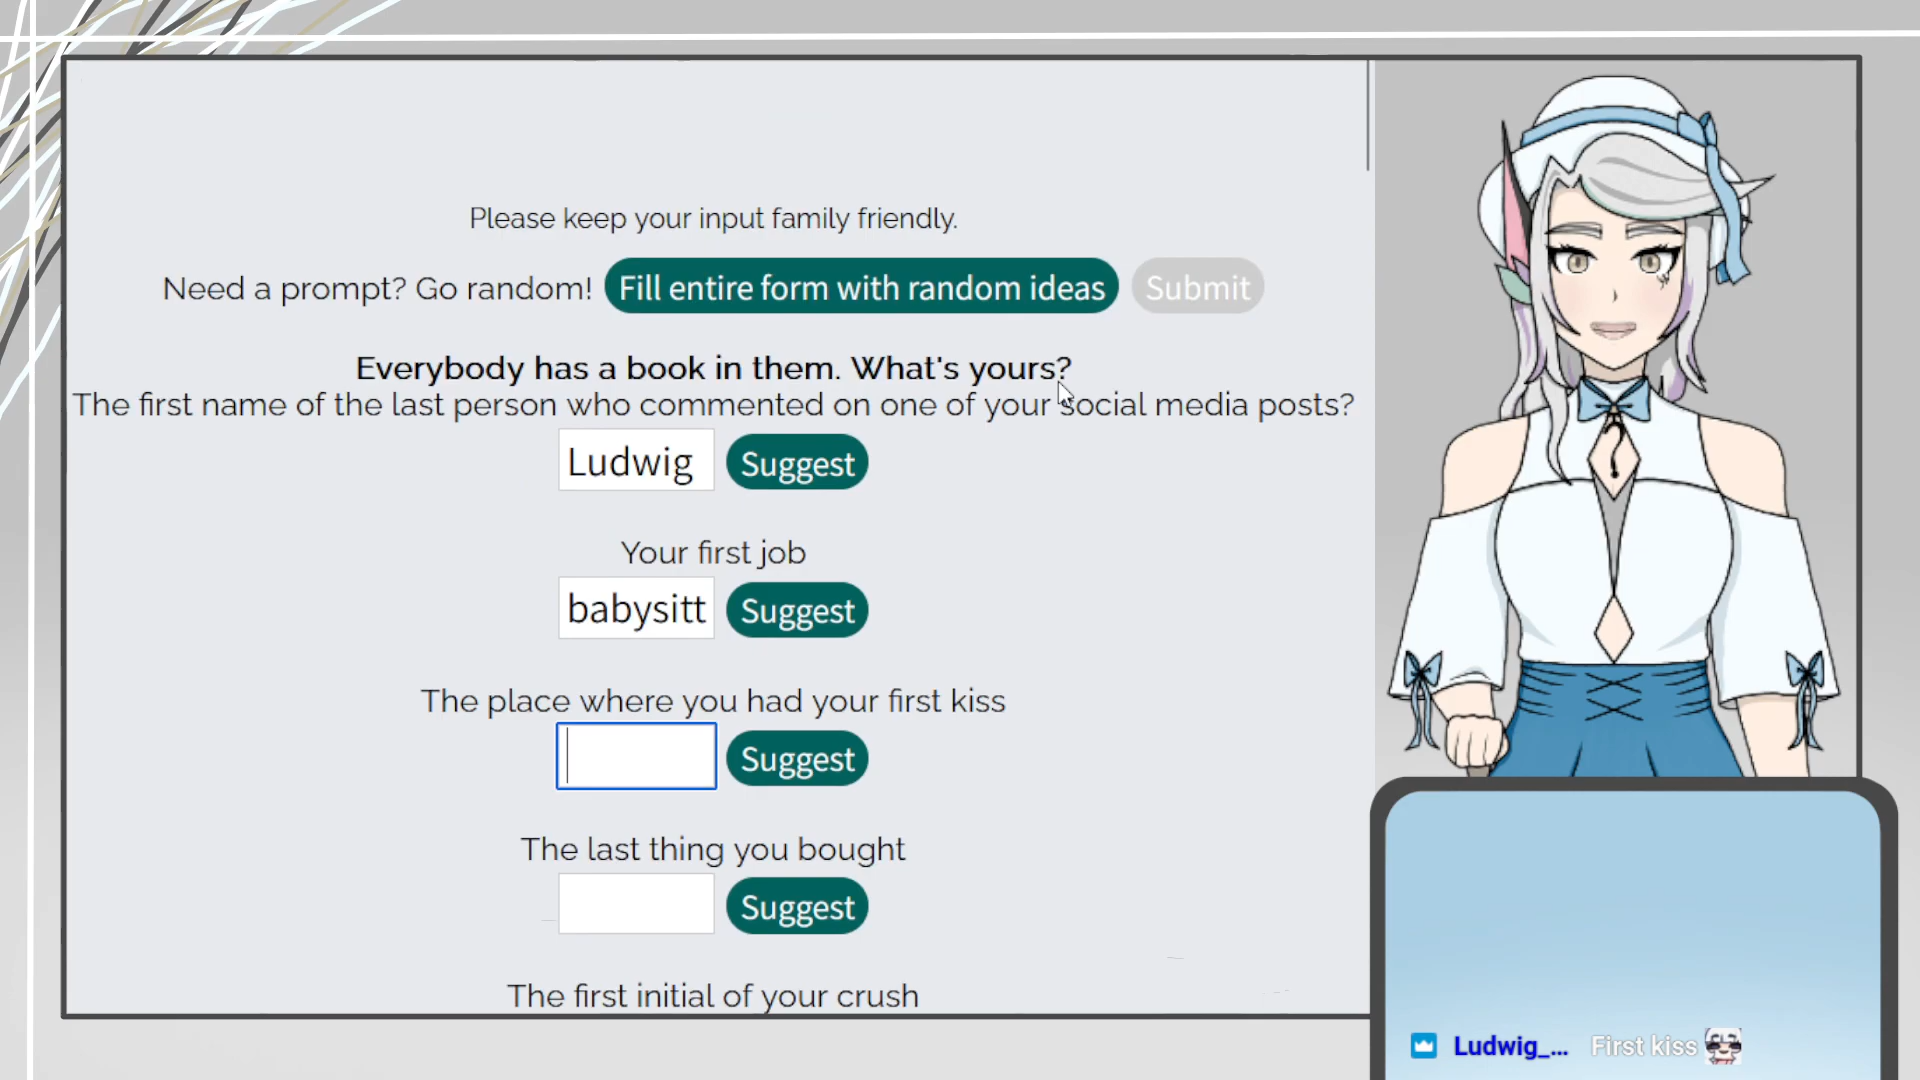 Please keep your input family friendly.
Need a prompt? Go random! Fill entire form with random ideas Submit
Everybody has a book in them. What's yours?
The first name of the last person who commented on one of your social media posts?
Ludwig Suggest
Your first job
babysitt Suggest
The place where you had your first kiss
Suggest
The last thing you bought
Suggest
The first initial of your crush
Ludwig_... First kiss